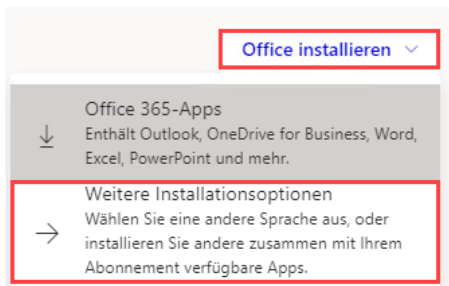 Office installieren
Office 365-Apps
Enthält Outlook, OneDrive for Business, Word,
Excel, PowerPoint und mehr.
Weitere Installationsoptionen
Wählen Sie eine andere Sprache aus, oder
installieren Sie andere zusammen mit Ihrem
Abonnement verfügbare Apps.